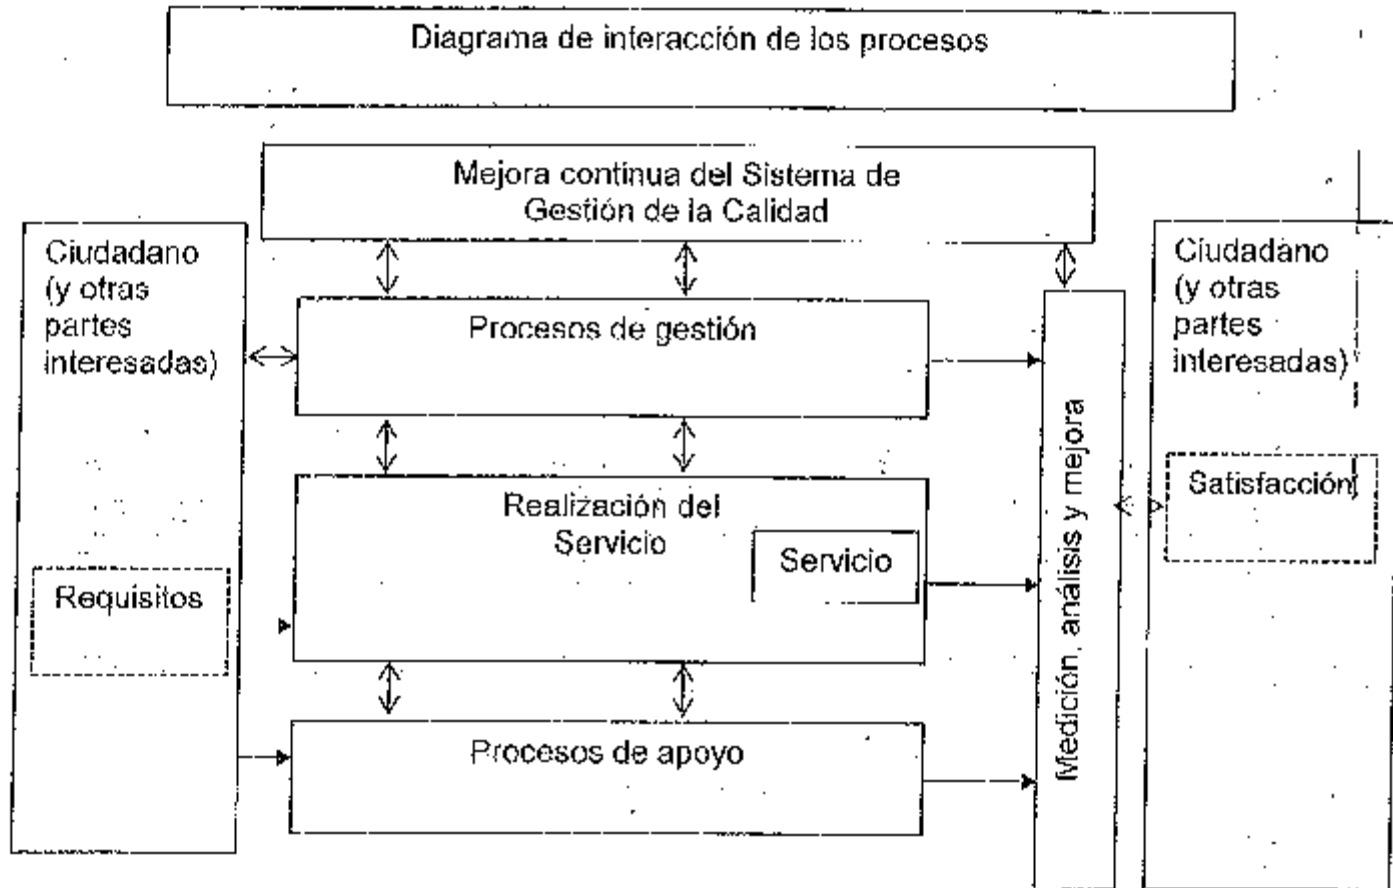 Diagrama de interacción de los procesos
Mejora continua del Sistema de
Gestión de la Calidad
Ciudadano
(y otras
partes
interesadas)
Requisitos
Procesos de gestión
Realización del
Servicio
Servicio
Procesos de apoyo
Medición, análisis y mejora
Ciudadano
(y otras
partes
interesadas)
Satisfacción